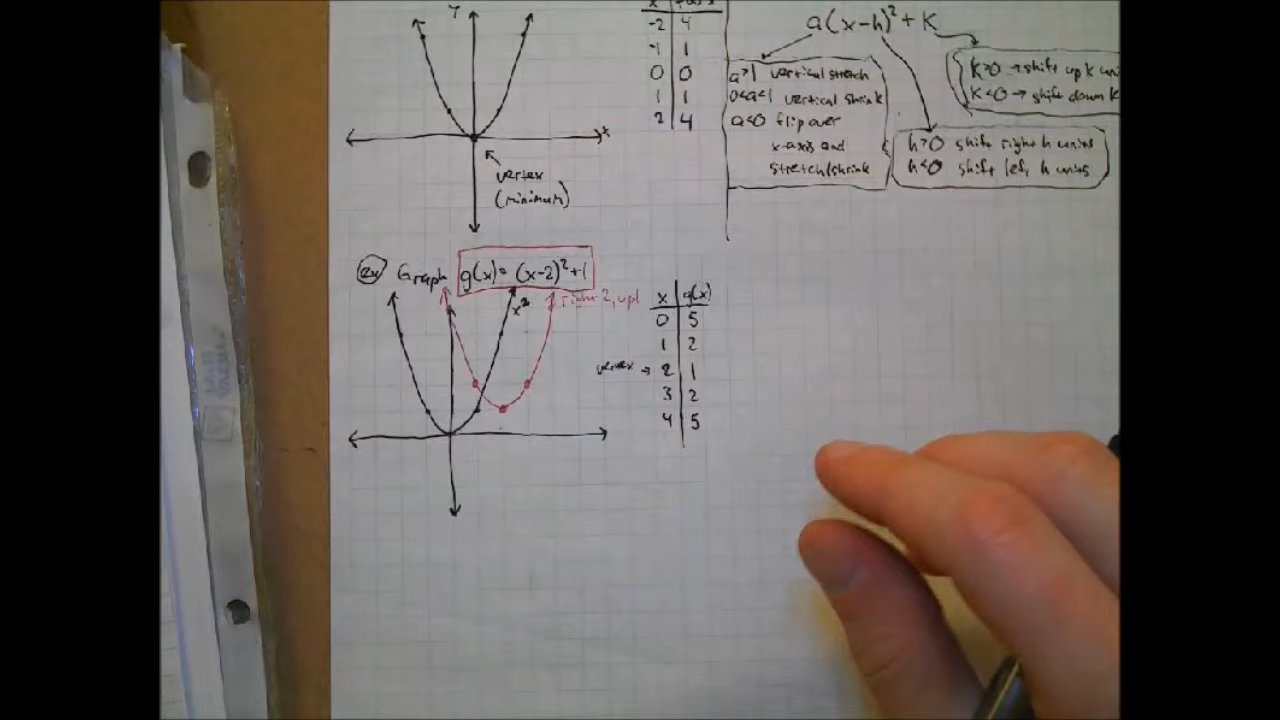 y
x
vertex
(minimum)
x
-2 4
-1 1
0 0
1 1
2 4
a(x-h)²+K
a>1 vertical stretch
0<a<1 vertical shrink
a<0 flip over
x-axis and
stretch/shrink
K>0 → shift up K uni
K<0 → shift down K
h>0 shift right h units
h<0 shift left h units
ex Graph g(x)= (x-2)²+1
x²
right 2, up 1
x g(x)
0 5
1 2
vertex → 2 1
3 2
4 5